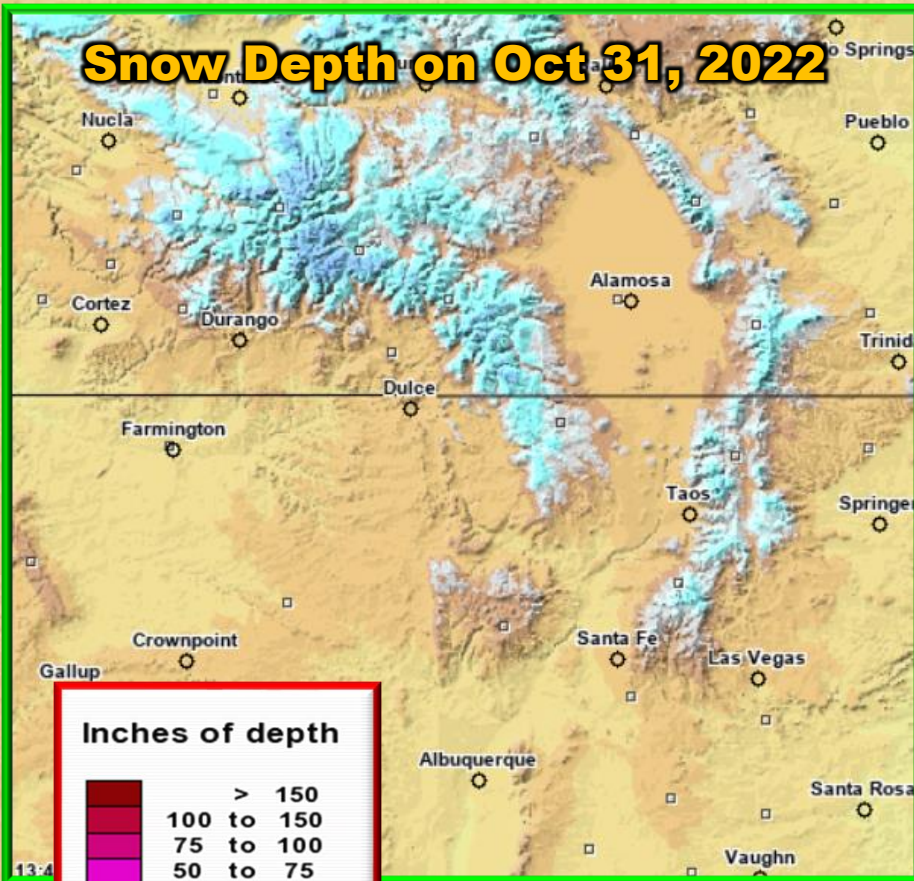 Snow Depth on Oct 31, 2022
o Springs
Nucla
Pueblo
Alamosa
Cortez
Durango
Trinid
Dulce
Farmington
Taos
Springer
Crownpoint
Santa Fe
Las Vegas
Gallup
Inches of depth
> 150
100 to 150
75 to 100
50 to 75
Albuquerque
Santa Rosa
Vaughn
13:4